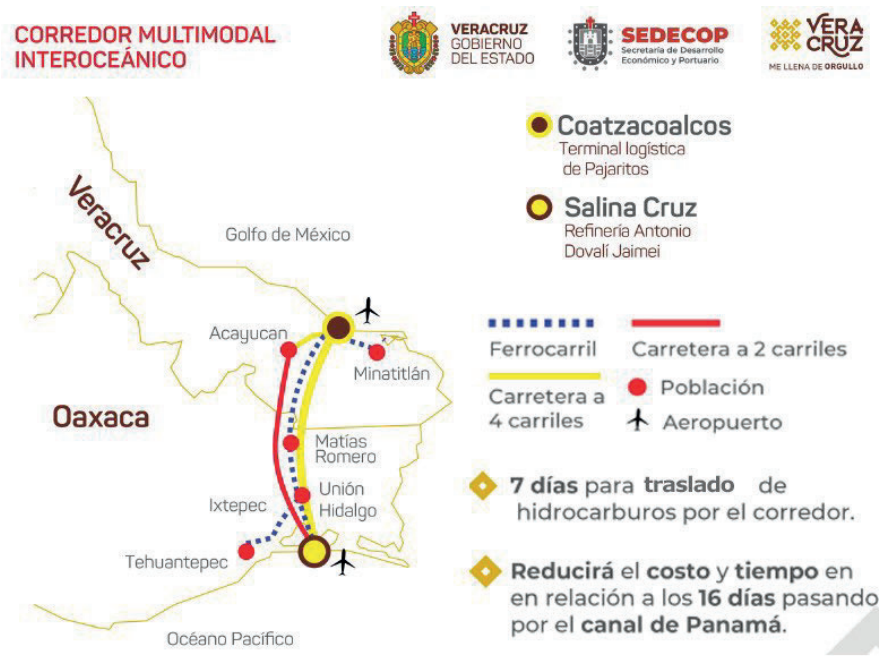 CORREDOR MULTIMODAL
INTEROCEÁNICO
VERACRUZ
GOBIERNO
DEL ESTADO
SEDECOP
Secretaría de Desarrollo
Económico y Portuario
VERA
CRUZ
ME LLENA DE ORGULLO
Coatzacoalcos
Terminal logística
de Pajaritos
Salina Cruz
Refinería Antonio
Dovalí Jaimei
Veracruz
Golfo de México
Acayucan
Minatitlán
Oaxaca
Matías
Romero
Unión
Hidalgo
Ixtepec
Tehuantepec
Océano Pacífico
Ferrocarril
Carretera a 2 carriles
Carretera a
4 carriles
Población
Aeropuerto
7 días para traslado de
hidrocarburos por el corredor.
Reducirá el costo y tiempo en
en relación a los 16 días pasando
por el canal de Panamá.